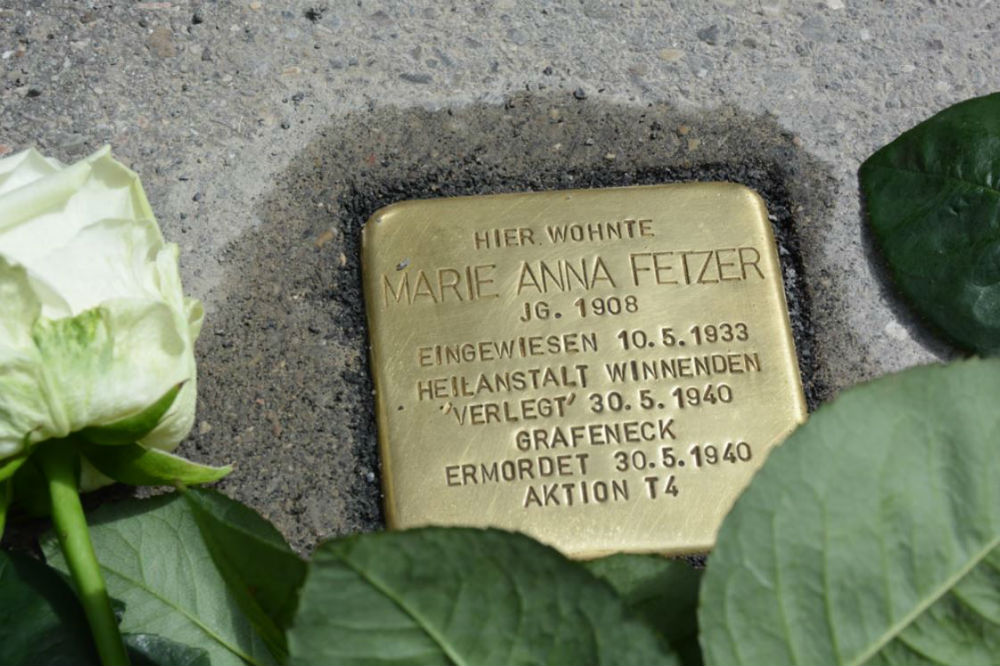 HIER WOHNTE
MARIE ANNA FETZER
JG. 1908
EINGEWIESEN 10.5.1933
HEILANSTALT WINNENDEN
"VERLEGT" 30.5.1940
GRAFENECK
ERMORDET 30.5.1940
AKTION T4